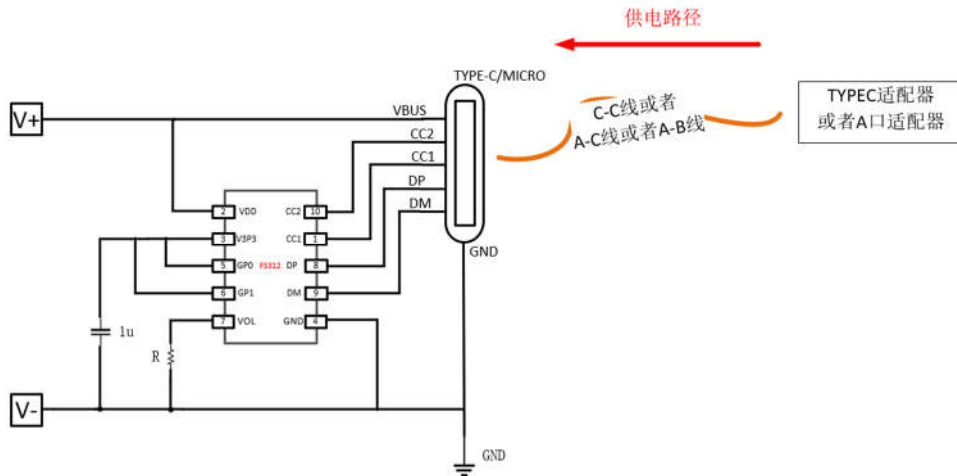 供电路径
TYPE-C/MICRO
TYPEC适配器
或者A口适配器
C-C线或者
A-C线或者A-B线
V+
VBUS
CC2
CC1
DP
DM
GND
2 VDD CC2 10
3 V3P3 CC1 1
5 GP0 FS312 DP 8
6 GP1 DM 9
7 VOL GND 4
1u
R
V-
GND